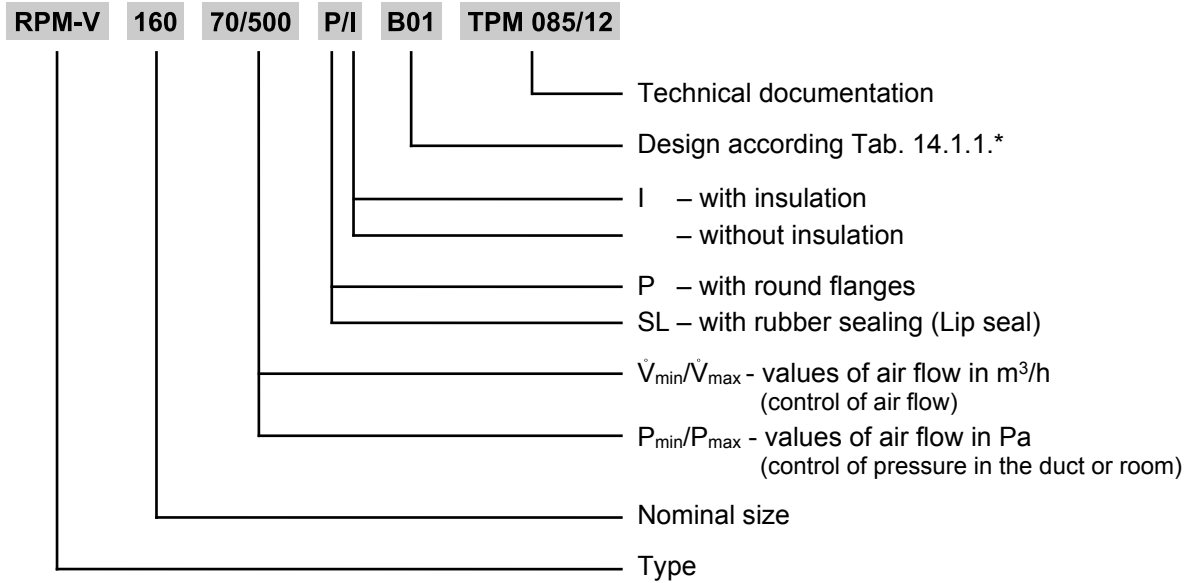 RPM-V 160 70/500 P/I B01 TPM 085/12
Technical documentation
Design according Tab. 14.1.1.*
I – with insulation
– without insulation
P – with round flanges
SL – with rubber sealing (Lip seal)
V̊min/V̊max - values of air flow in m³/h
(control of air flow)
Pmin/Pmax - values of air flow in Pa
(control of pressure in the duct or room)
Nominal size
Type